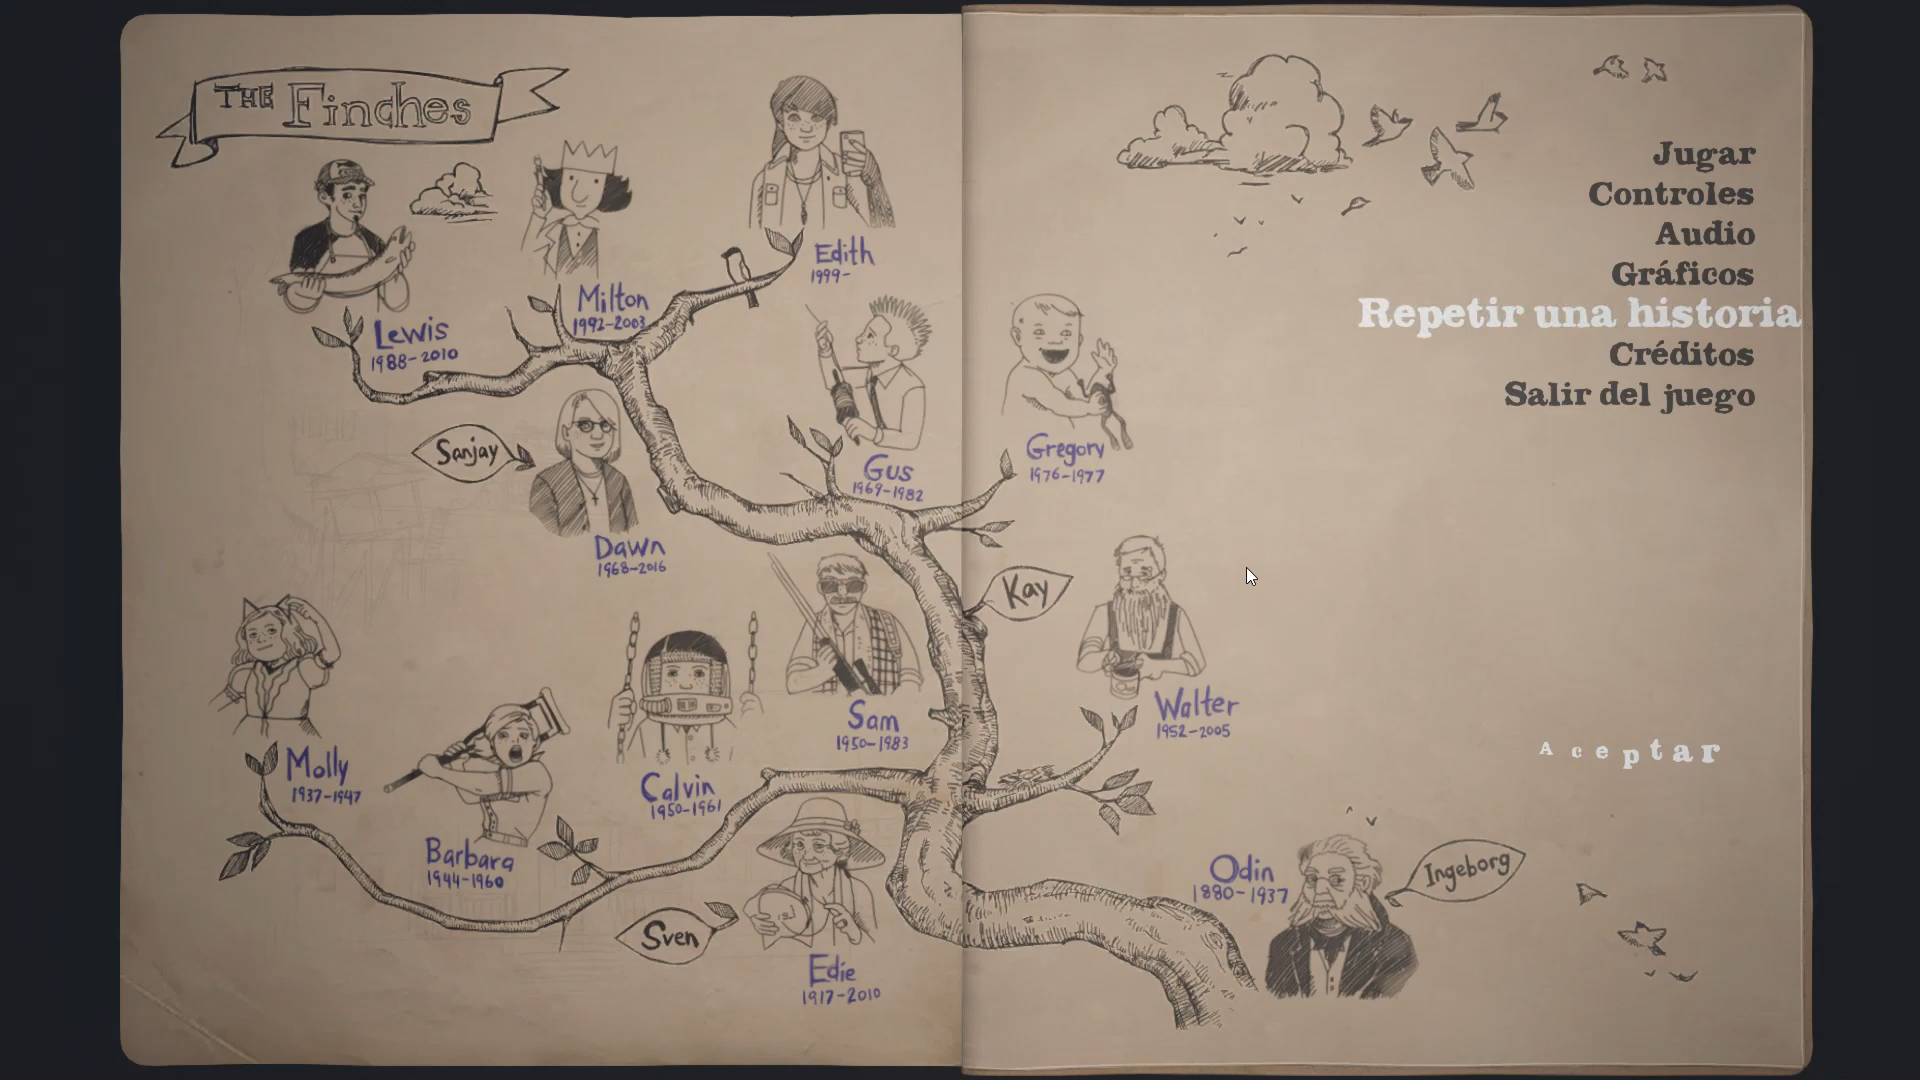 THE Finches
Edith
1999-
Milton
1992-2003
Lewis
1988-2010
Gus
1969-1982
Gregory
1976-1977
Sanjay
Dawn
1968-2016
Kay
Sam
1950-1983
Walter
1952-2005
Molly
1937-1947
Calvin
1950-1961
Barbara
1944-1960
Sven
Edie
1917-2010
Odin
1880-1937
Ingeborg
Jugar
Controles
Audio
Gráficos
Repetir una historia
Créditos
Salir del juego
Aceptar